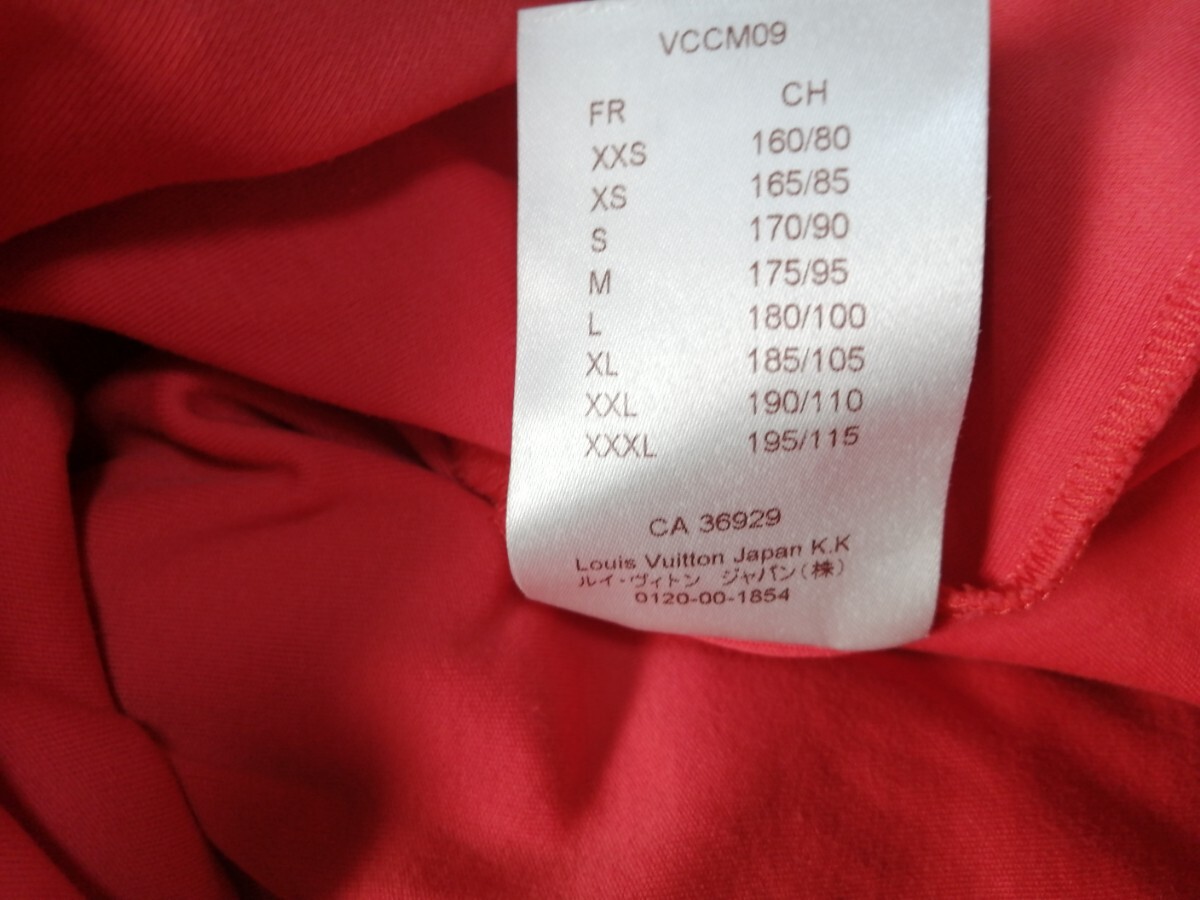 VCCM09
FR CH
XXS 160/80
XS 165/85
S 170/90
M 175/95
L 180/100
XL 185/105
XXL 190/110
XXXL 195/115
CA 36929
Louis Vuitton Japan K.K
ルイ・ヴィトン ジャパン(株)
0120-00-1854